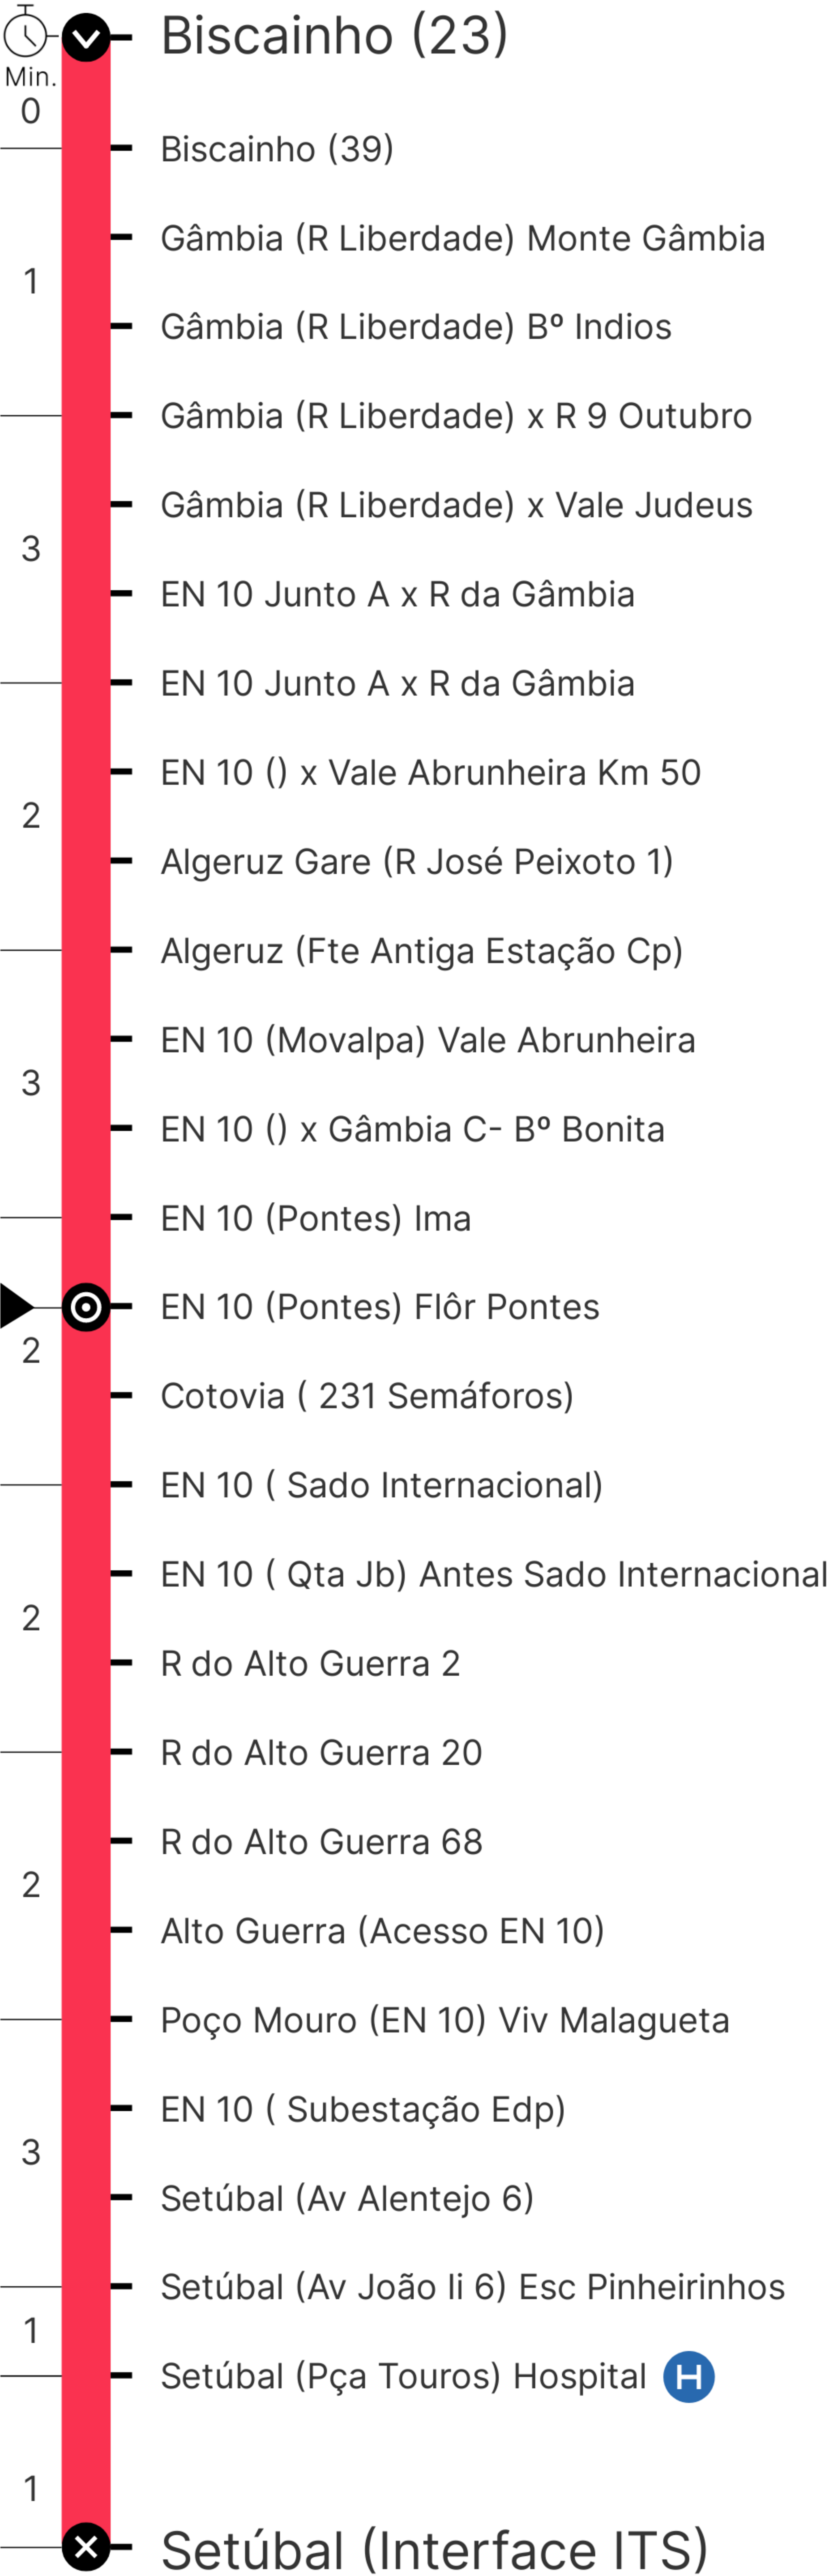 Biscainho (23)
Min.
0
Biscainho (39)
Gâmbia (R Liberdade) Monte Gâmbia
1
Gâmbia (R Liberdade) Bº Indios
Gâmbia (R Liberdade) x R 9 Outubro
Gâmbia (R Liberdade) x Vale Judeus
3
EN 10 Junto A x R da Gâmbia
EN 10 Junto A x R da Gâmbia
EN 10 () x Vale Abrunheira Km 50
2
Algeruz Gare (R José Peixoto 1)
Algeruz (Fte Antiga Estação Cp)
EN 10 (Movalpa) Vale Abrunheira
3
EN 10 () x Gâmbia C- Bº Bonita
EN 10 (Pontes) Ima
EN 10 (Pontes) Flôr Pontes
2
Cotovia ( 231 Semáforos)
EN 10 ( Sado Internacional)
EN 10 ( Qta Jb) Antes Sado Internacional
2
R do Alto Guerra 2
R do Alto Guerra 20
R do Alto Guerra 68
2
Alto Guerra (Acesso EN 10)
Poço Mouro (EN 10) Viv Malagueta
EN 10 ( Subestação Edp)
3
Setúbal (Av Alentejo 6)
Setúbal (Av João Ii 6) Esc Pinheirinhos
1
Setúbal (Pça Touros) Hospital H
1
Setúbal (Interface ITS)